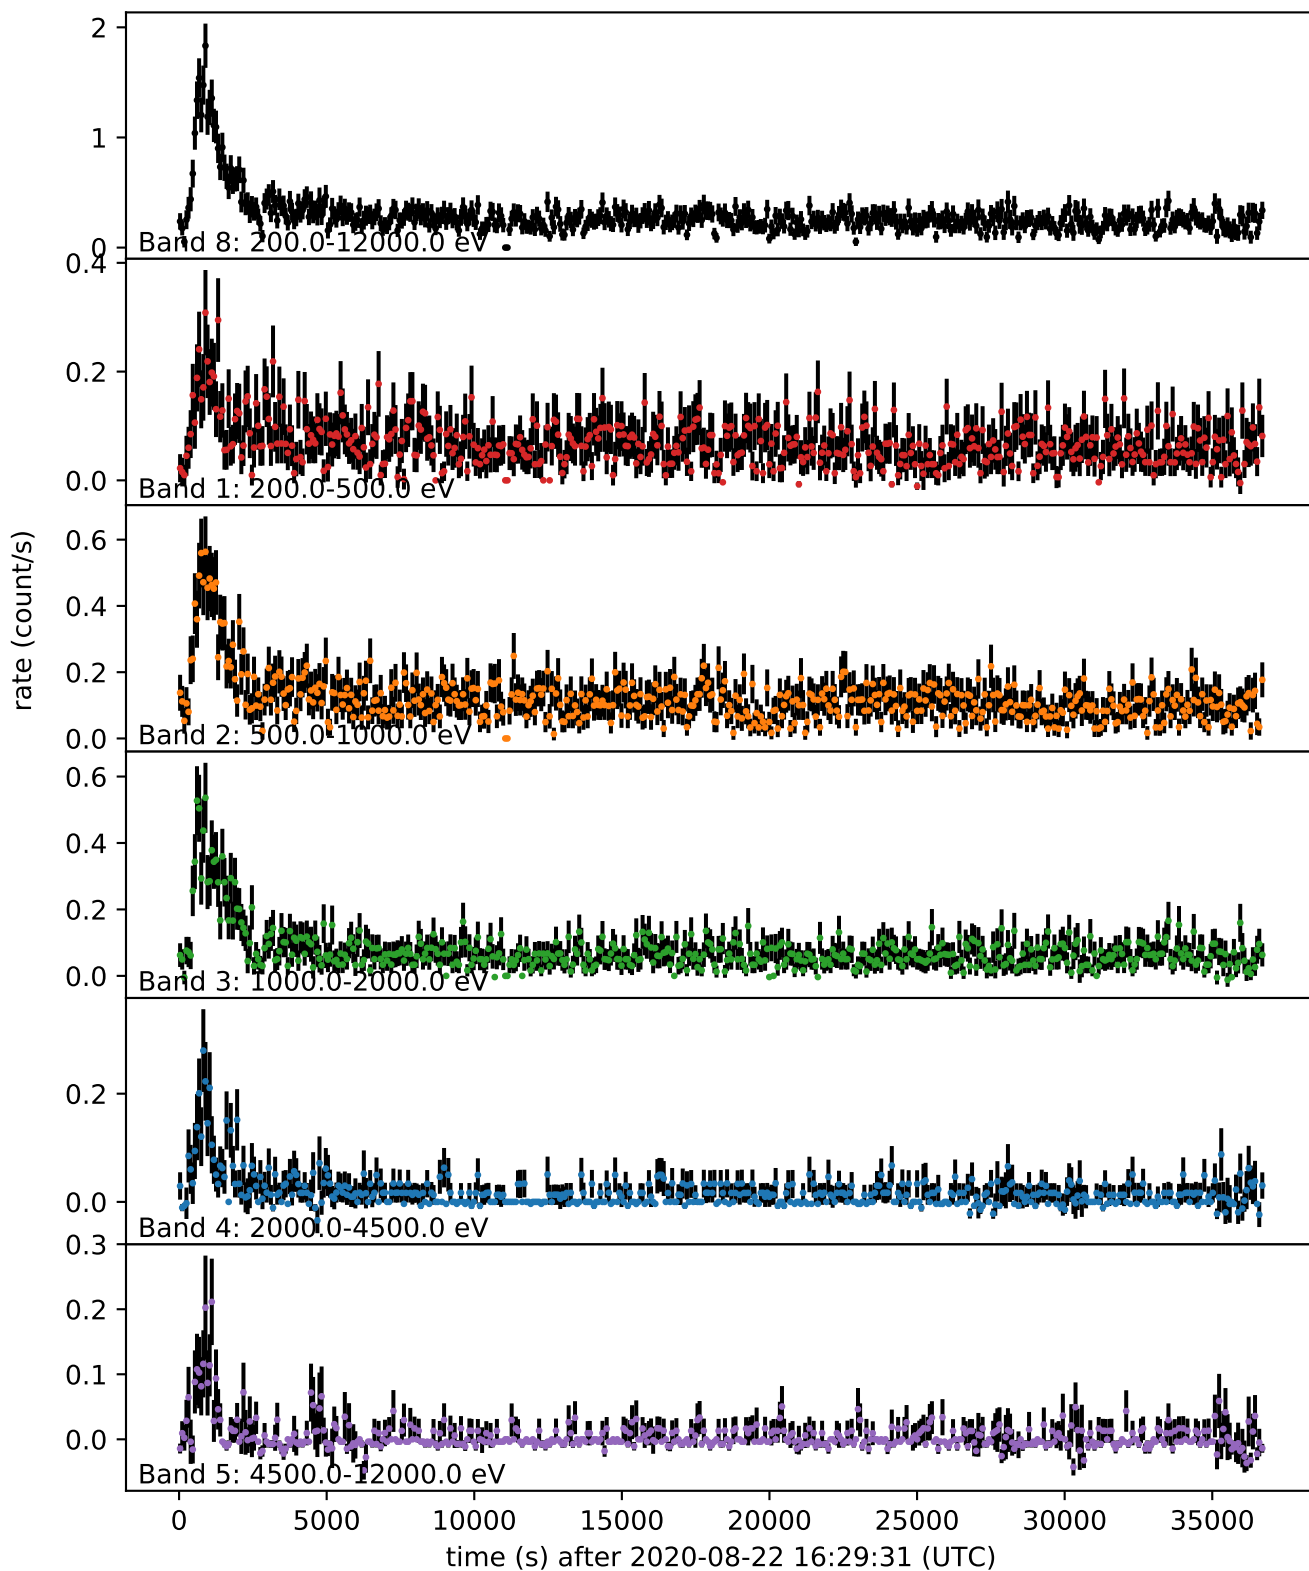 2
1
0
Band 8: 200.0-12000.0 eV
0.4
0.2
0.0
Band 1: 200.0-500.0 eV
0.6
0.4
0.2
0.0
Band 2: 500.0-1000.0 eV
0.6
0.4
0.2
0.0
Band 3: 1000.0-2000.0 eV
0.2
0.0
Band 4: 2000.0-4500.0 eV
0.3
0.2
0.1
0.0
Band 5: 4500.0-12000.0 eV
rate (count/s)
0 5000 10000 15000 20000 25000 30000 35000
time (s) after 2020-08-22 16:29:31 (UTC)